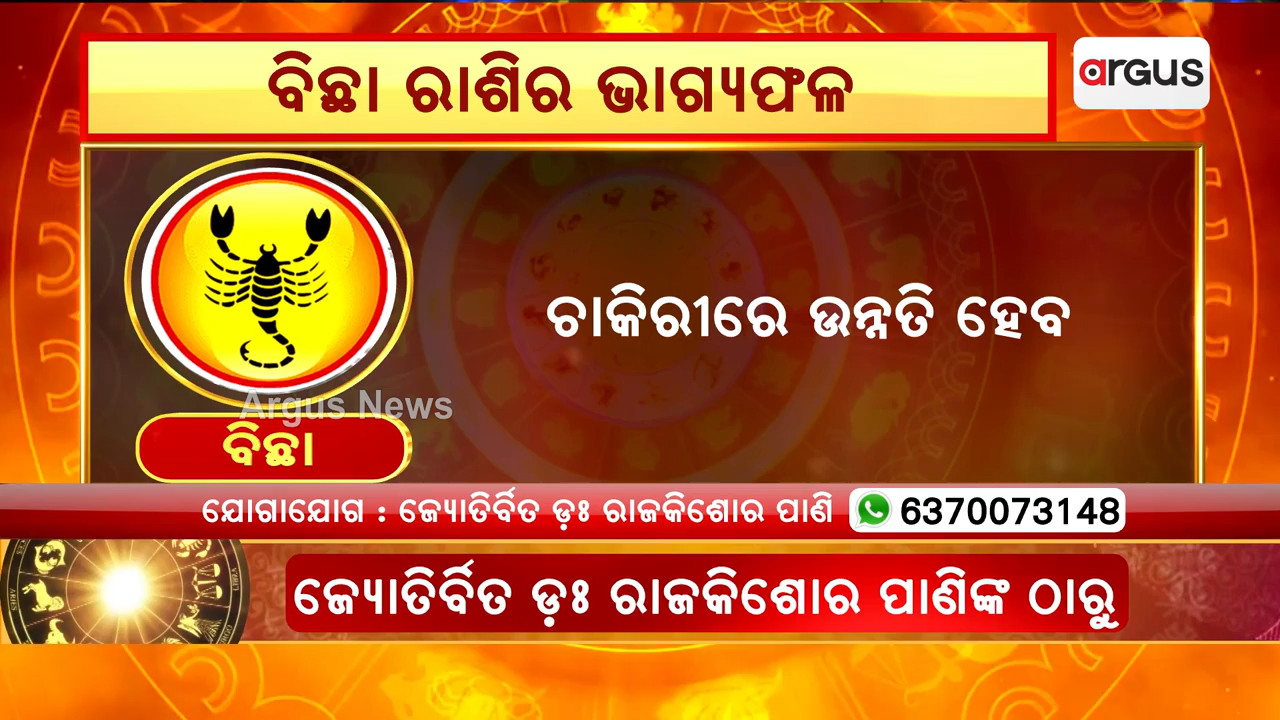 ବିଛା ରାଶିର ଭାଗ୍ୟଫଳ
argus
ଚାକିରୀରେ ଉନ୍ନତି ହେବ
Argus News
ବିଛା
ଯୋଗାଯୋଗ : ଜ୍ୟୋତିର୍ବିତ ଡ଼ଃ ରାଜକିଶୋର ପାଣି 6370073148
ଜ୍ୟୋତିର୍ବିତ ଡ଼ଃ ରାଜକିଶୋର ପାଣିଙ୍କ ଠାରୁ